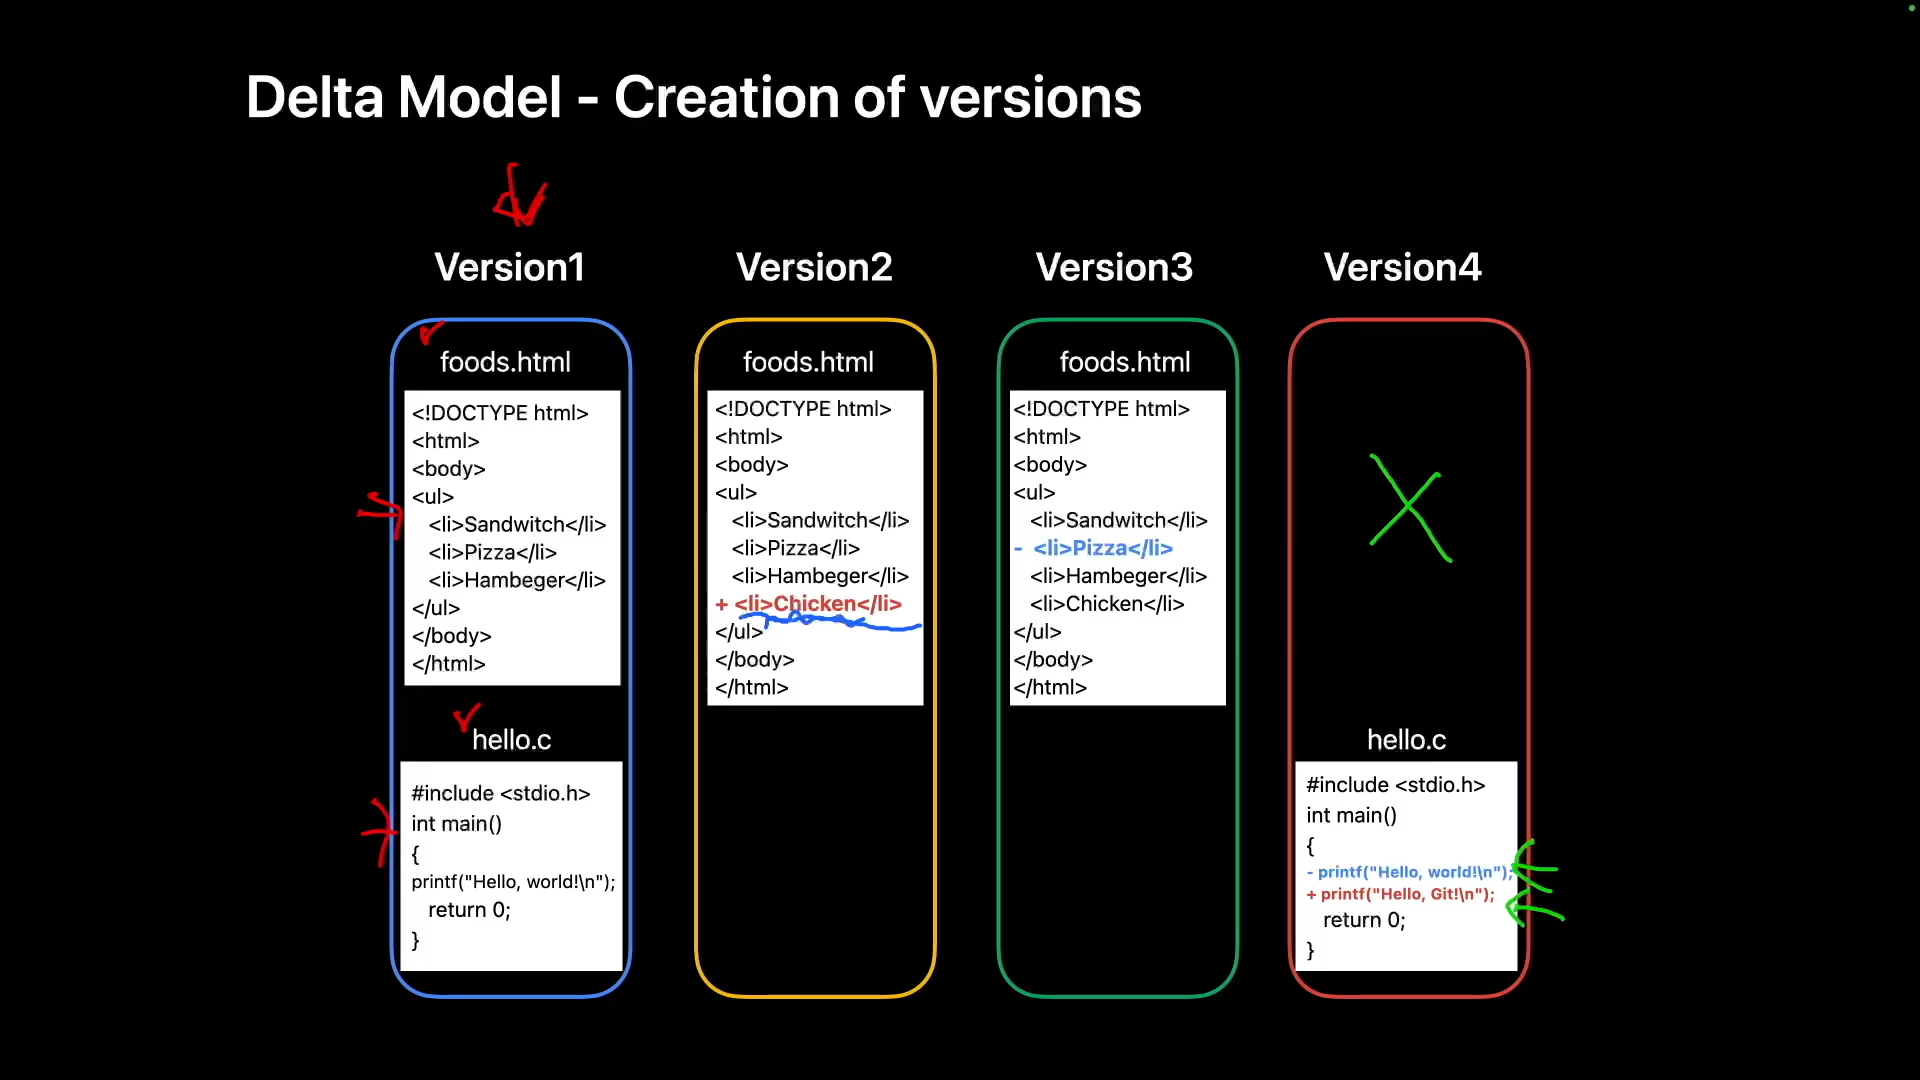 Delta Model - Creation of versions
Version1
foods.html
<!DOCTYPE html>
<html>
<body>
<ul>
<li>Sandwitch</li>
<li>Pizza</li>
<li>Hambeger</li>
</ul>
</body>
</html>
hello.c
#include <stdio.h>
int main()
{
printf("Hello, world!\n");
return 0;
}
Version2
foods.html
<!DOCTYPE html>
<html>
<body>
<ul>
<li>Sandwitch</li>
<li>Pizza</li>
<li>Hambeger</li>
+ <li>Chicken</li>
</ul>
</body>
</html>
Version3
foods.html
<!DOCTYPE html>
<html>
<body>
<ul>
<li>Sandwitch</li>
- <li>Pizza</li>
<li>Hambeger</li>
<li>Chicken</li>
</ul>
</body>
</html>
Version4
hello.c
#include <stdio.h>
int main()
{
- printf("Hello, world!\n");
+ printf("Hello, Git!\n");
return 0;
}